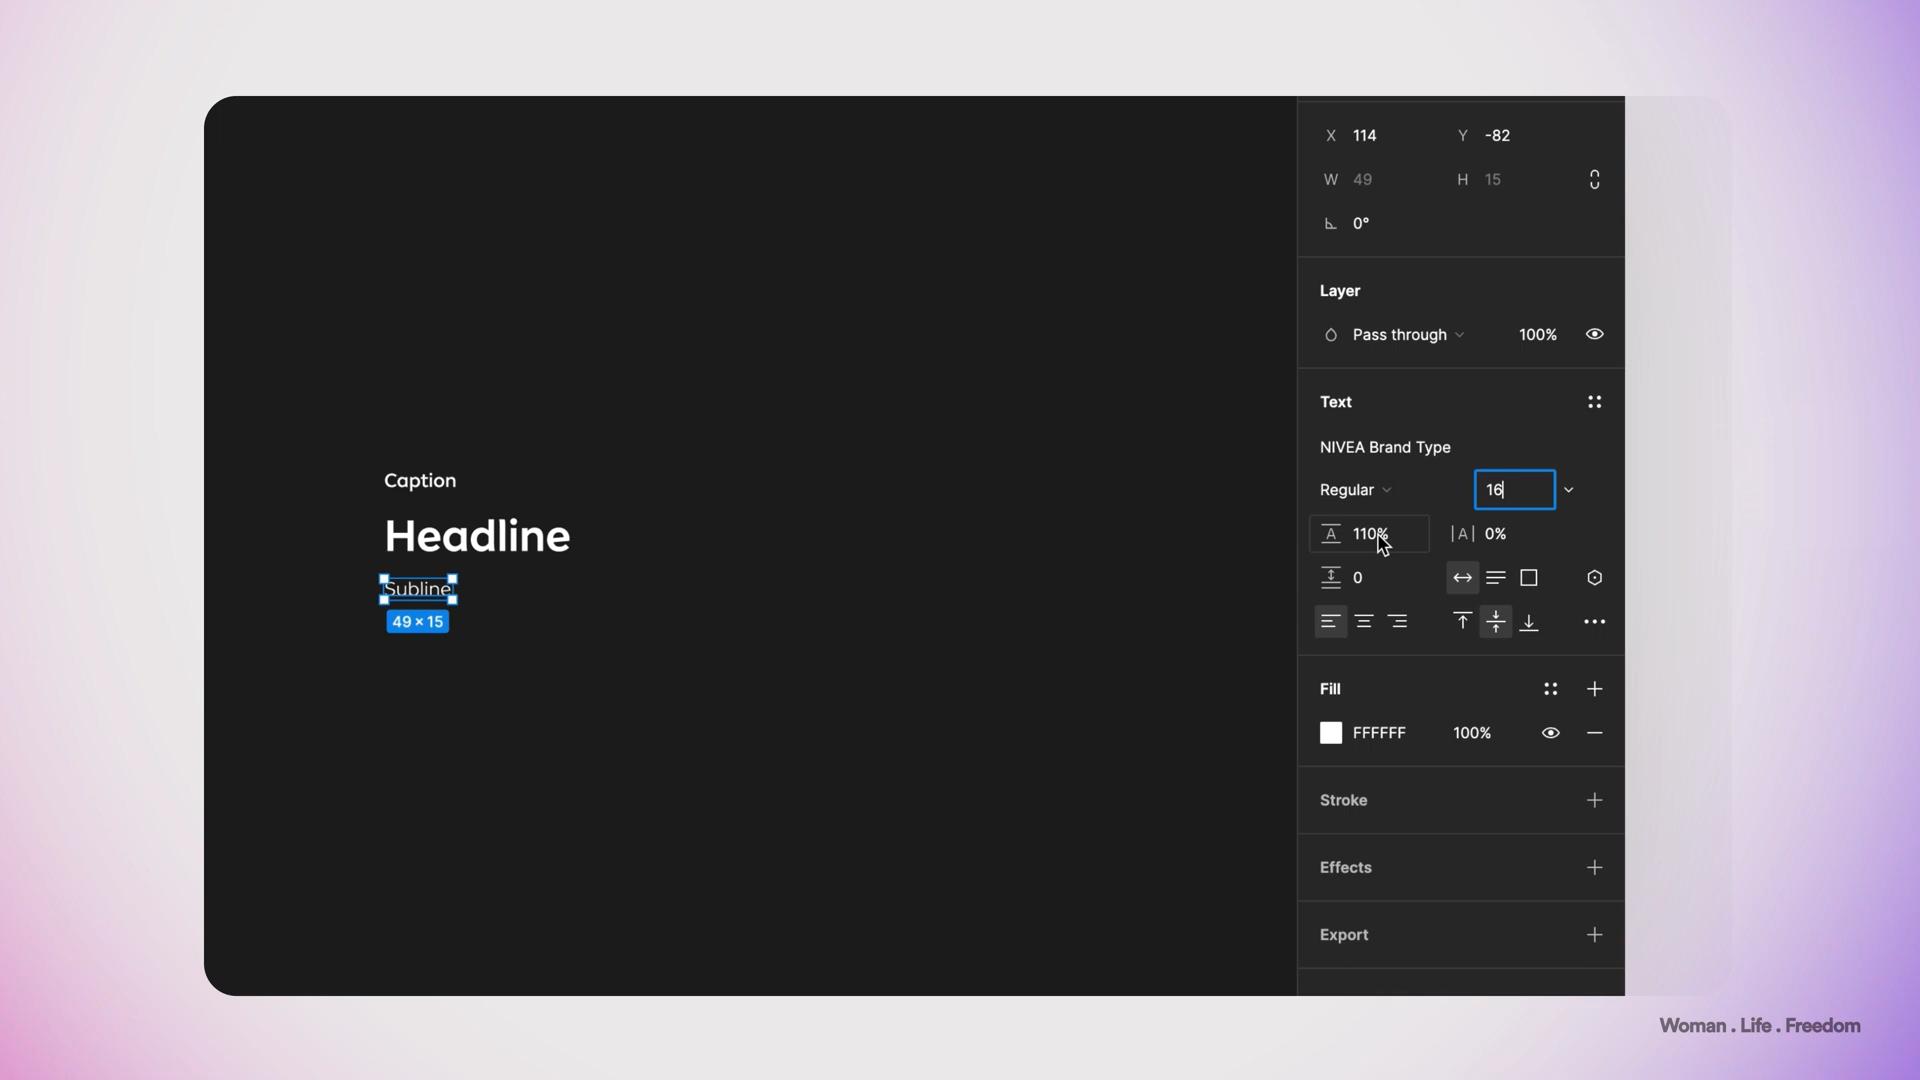 X 114 Y -82
W 49 H 15
0°
Layer
Pass through 100%
Text
NIVEA Brand Type
Regular 16
A 110% |A| 0%
0
Fill
FFFFFF 100%
Stroke
Effects
Export
Caption
Headline
Subline
49 × 15
Woman . Life . Freedom